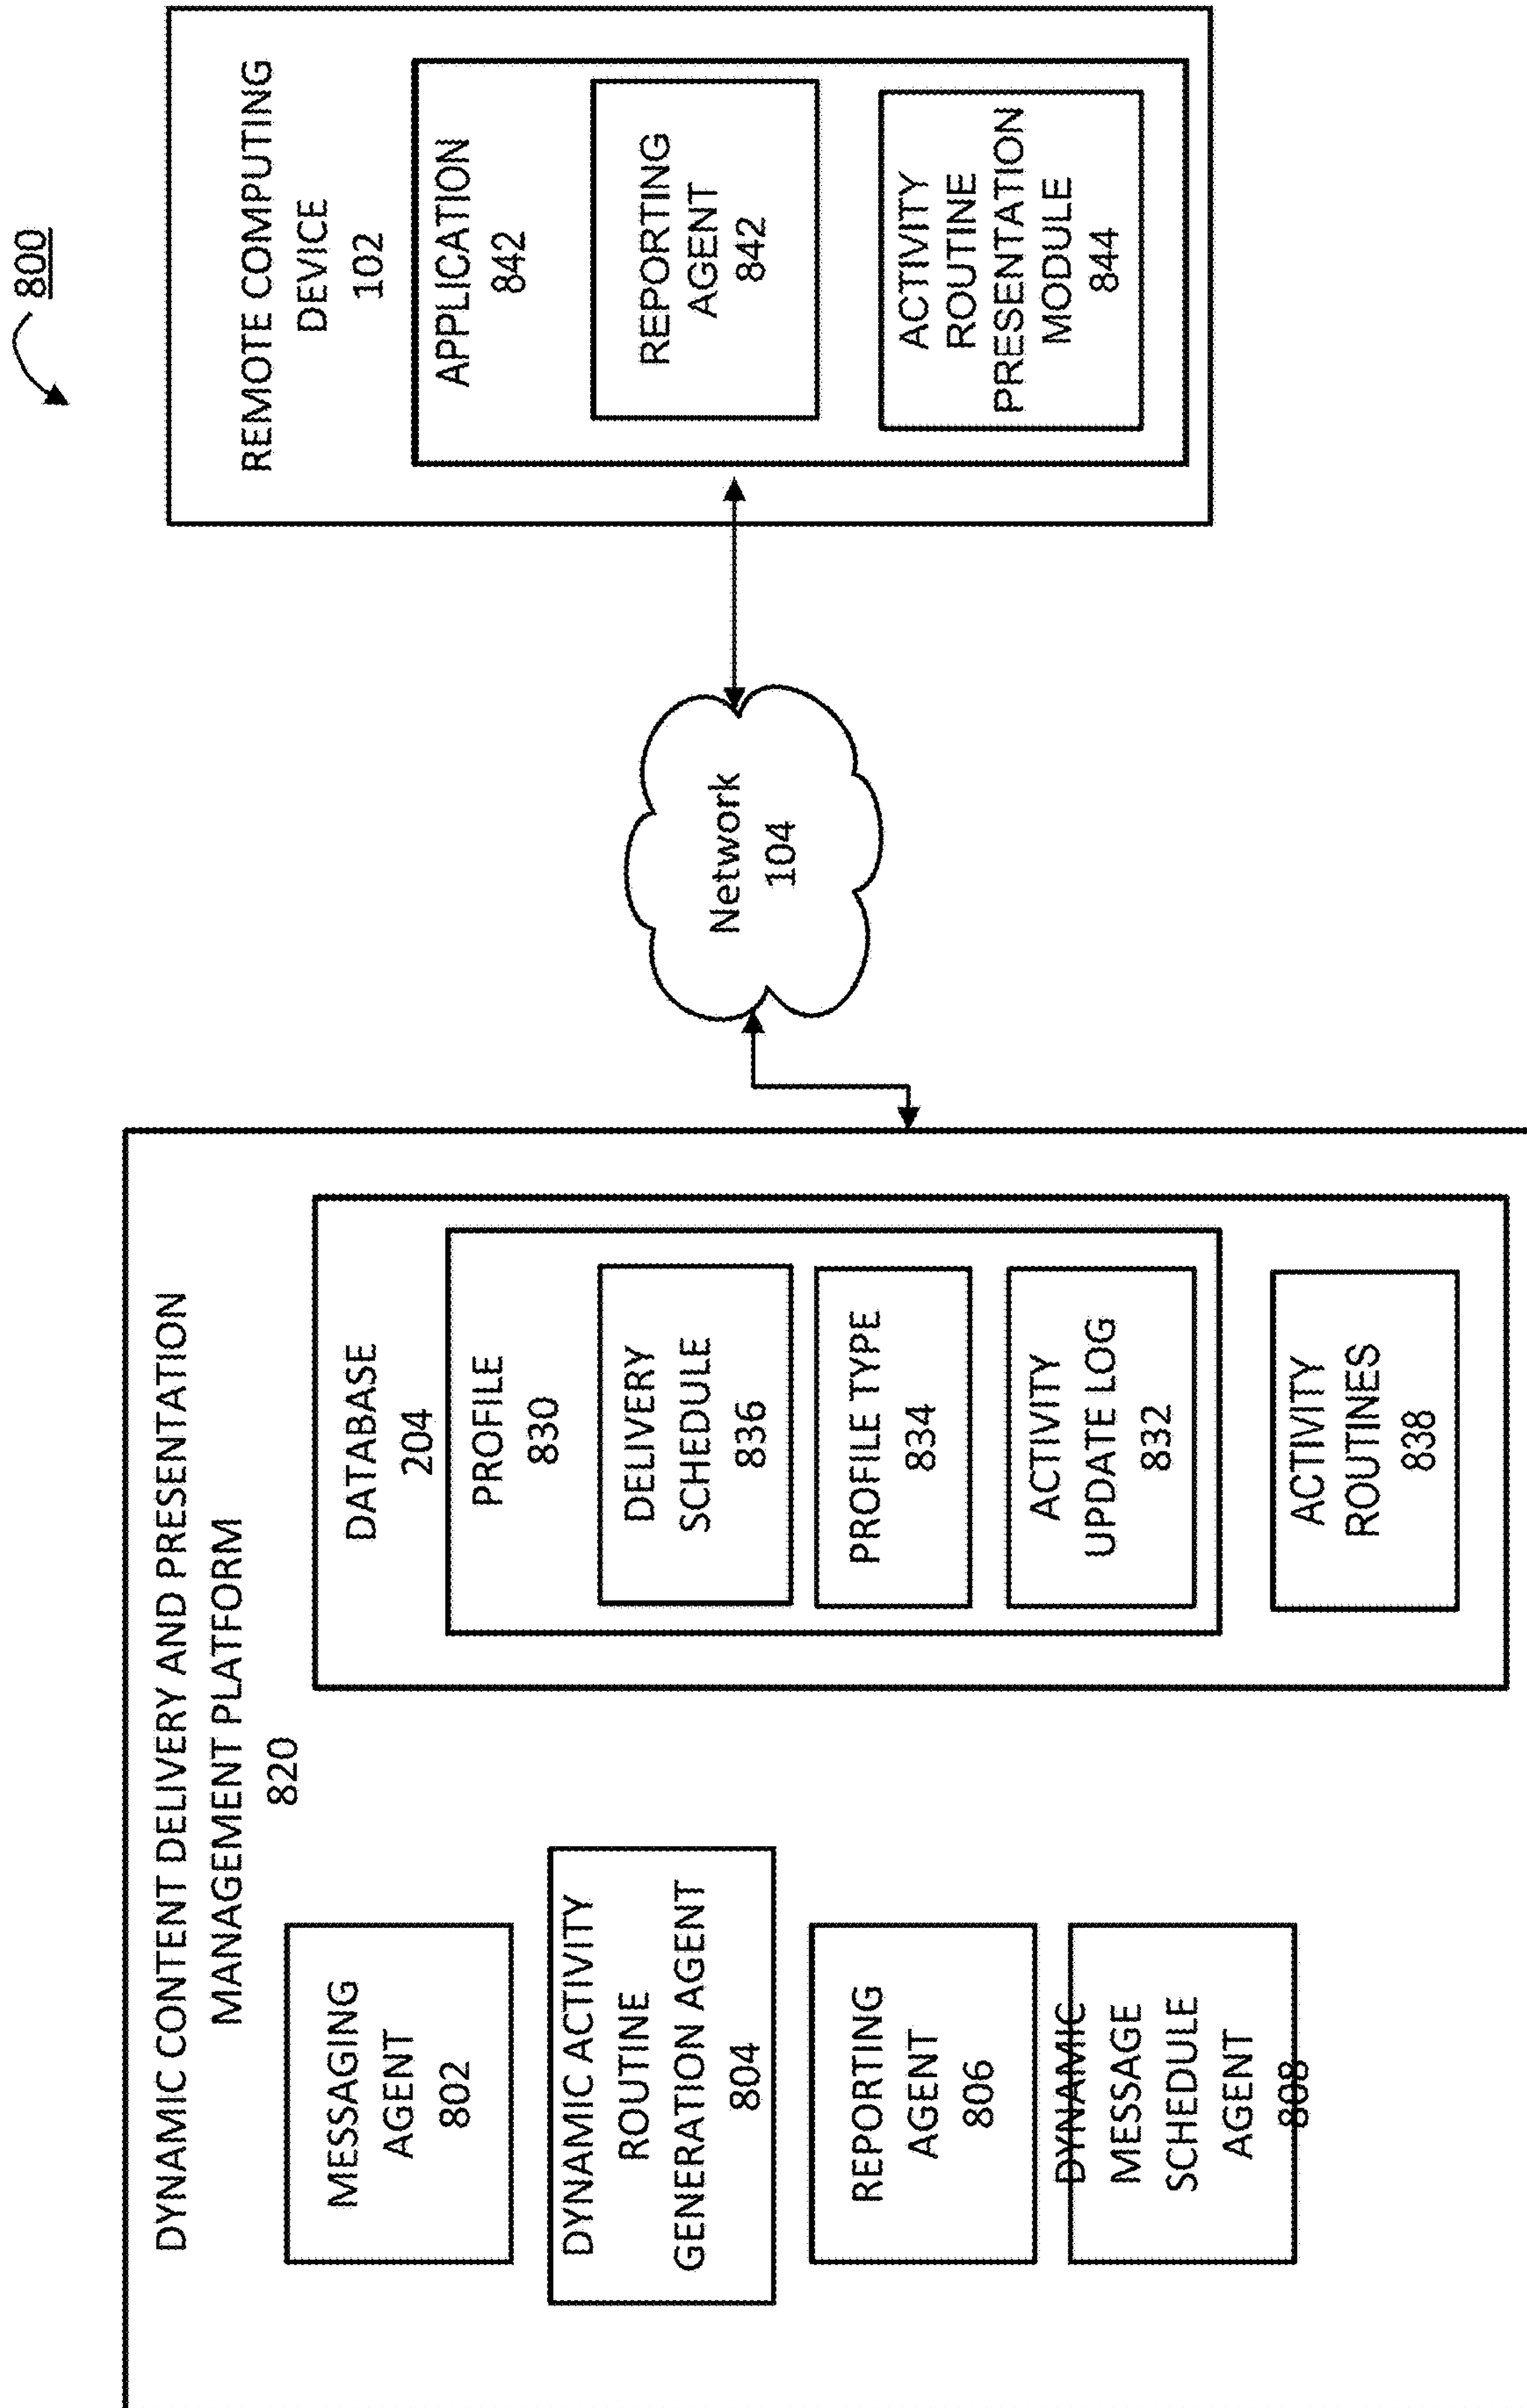 800
DYNAMIC CONTENT DELIVERY AND PRESENTATION
MANAGEMENT PLATFORM
820
MESSAGING
AGENT
802
DYNAMIC ACTIVITY
ROUTINE
GENERATION AGENT
804
REPORTING
AGENT
806
DYNAMIC
MESSAGE
SCHEDULE
AGENT
808
DATABASE
204
PROFILE
830
DELIVERY
SCHEDULE
836
PROFILE TYPE
834
ACTIVITY
UPDATE LOG
832
ACTIVITY
ROUTINES
838
Network
104
REMOTE COMPUTING
DEVICE
102
APPLICATION
842
REPORTING
AGENT
842
ACTIVITY
ROUTINE
PRESENTATION
MODULE
844